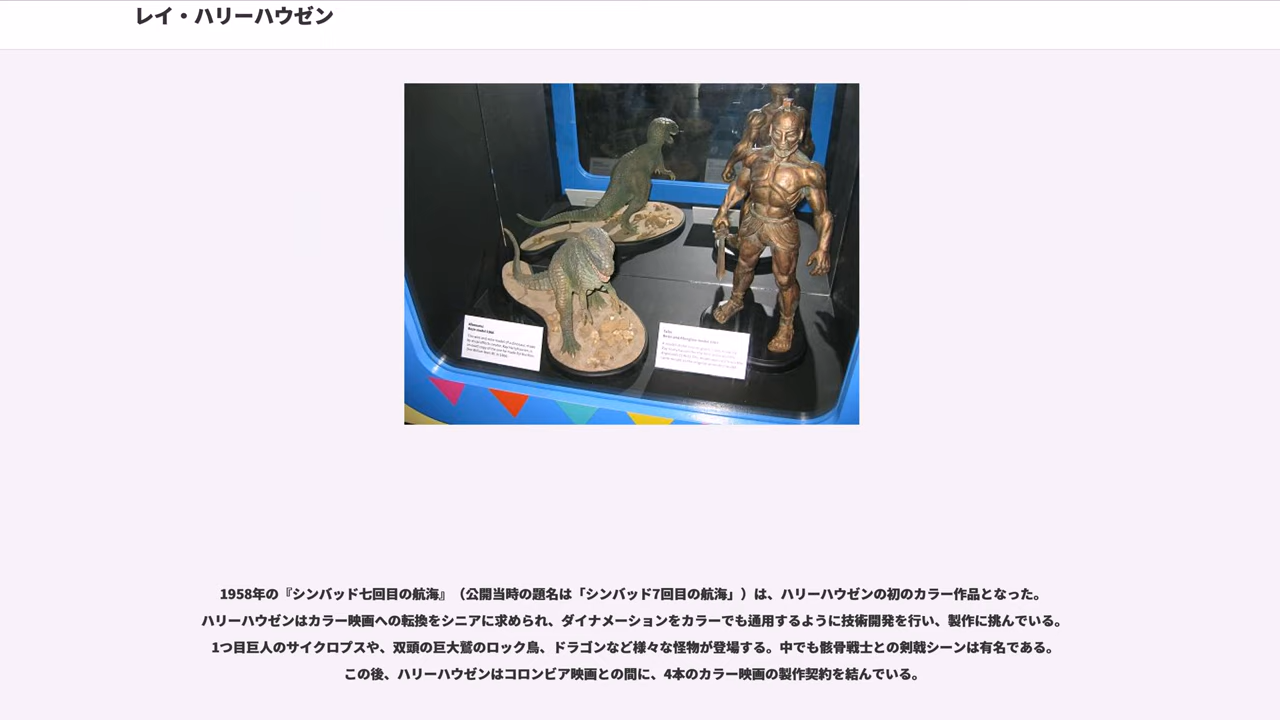 レイ・ハリーハウゼン
1958年の『シンバッド七回目の航海』（公開当時の題名は「シンバッド7回目の航海」）は、ハリーハウゼンの初のカラー作品となった。
ハリーハウゼンはカラー映画への転換をシニアに求められ、ダイナメーションをカラーでも通用するように技術開発を行い、製作に挑んでいる。
1つ目巨人のサイクロプスや、双頭の巨大鷲のロック鳥、ドラゴンなど様々な怪物が登場する。中でも骸骨戦士との剣戟シーンは有名である。
この後、ハリーハウゼンはコロンビア映画との間に、4本のカラー映画の製作契約を結んでいる。